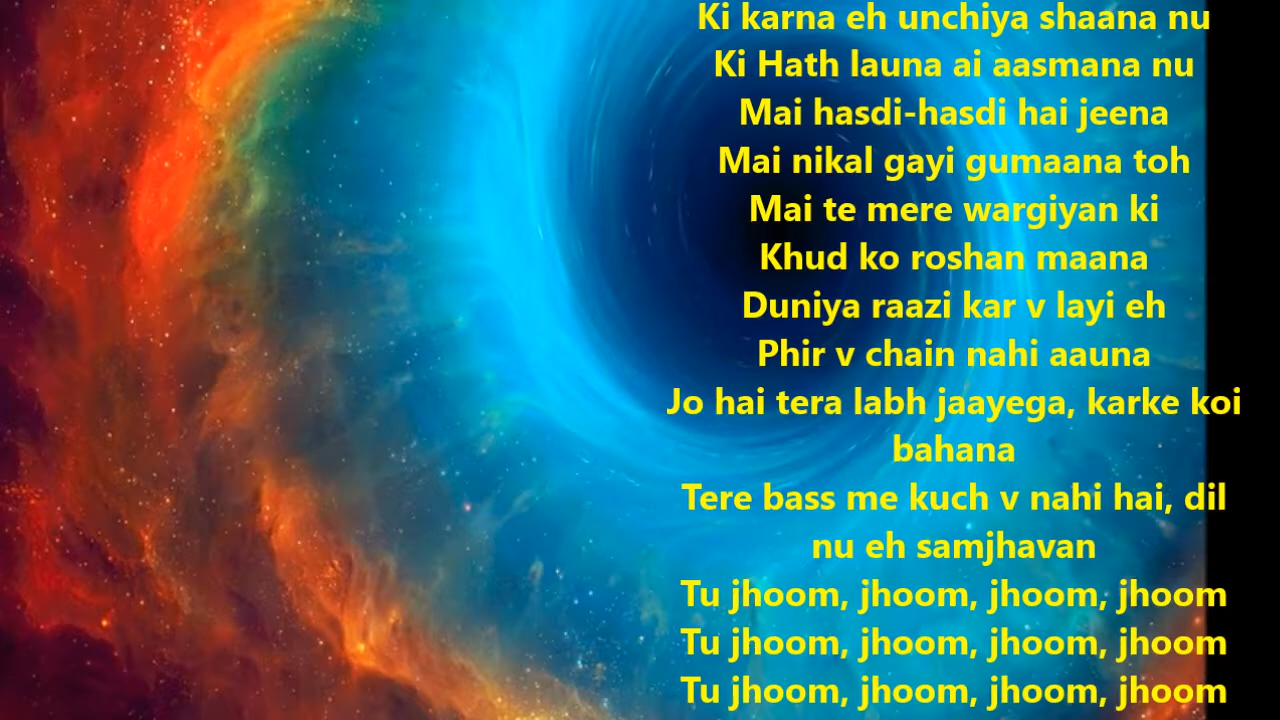 Ki karna eh unchiya shaana nu
Ki Hath launa ai aasmana nu
Mai hasdi-hasdi hai jeena
Mai nikal gayi gumaana toh
Mai te mere wargiyan ki
Khud ko roshan maana
Duniya raazi kar v layi eh
Phir v chain nahi aauna
Jo hai tera labh jaayega, karke koi
bahana
Tere bass me kuch v nahi hai, dil
nu eh samjhavan
Tu jhoom, jhoom, jhoom, jhoom
Tu jhoom, jhoom, jhoom, jhoom
Tu jhoom, jhoom, jhoom, jhoom